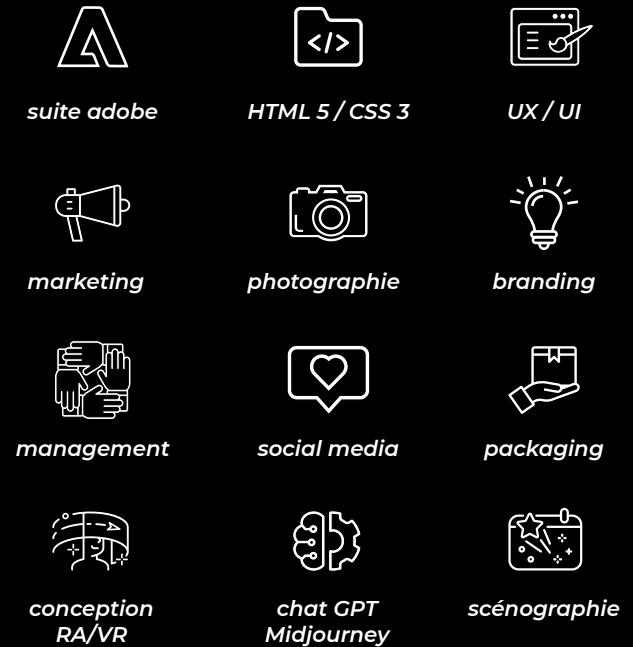 suite adobe
HTML 5 / CSS 3
UX / UI
marketing
photographie
branding
management
social media
packaging
conception
RA/VR
chat GPT
Midjourney
scénographie